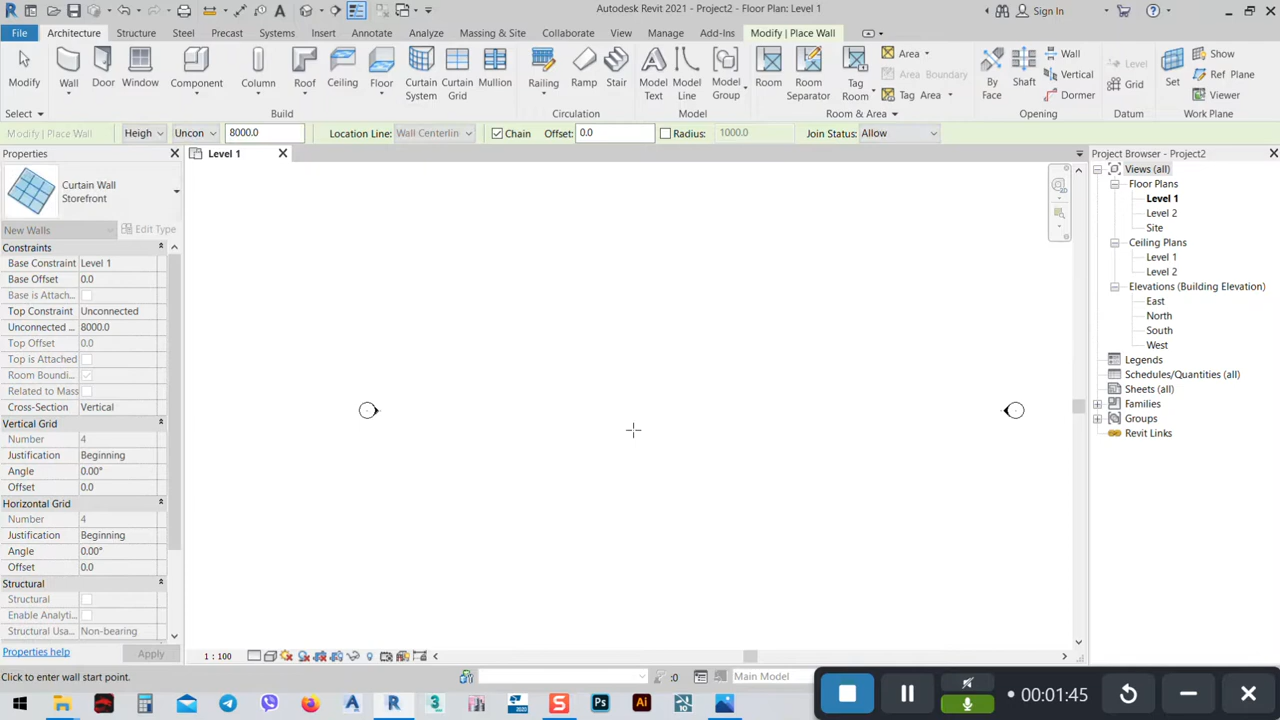 Autodesk Revit 2021 - Project2 - Floor Plan: Level 1
Sign In
File
Architecture
Structure
Steel
Precast
Systems
Insert
Annotate
Analyze
Massing & Site
Collaborate
View
Manage
Add-Ins
Modify | Place Wall
Modify
Wall
Door
Window
Component
Column
Roof
Ceiling
Floor
Curtain
System
Curtain
Grid
Mullion
Railing
Ramp
Stair
Model
Text
Model
Line
Model
Group
Room
Room
Separator
Tag
Room
Area
Area Boundary
Tag Area
By
Face
Shaft
Wall
Vertical
Dormer
Level
Grid
Set
Show
Ref Plane
Viewer
Select
Build
Circulation
Model
Room & Area
Opening
Datum
Work Plane
Modify | Place Wall
Heigh
Uncon
8000.0
Location Line:
Wall Centerlin
Chain
Offset:
0.0
Radius:
1000.0
Join Status:
Allow
Properties
Level 1
Project Browser - Project2
Curtain Wall
Storefront
New Walls
Edit Type
Constraints
Base Constraint Level 1
Base Offset 0.0
Base is Attach...
Top Constraint Unconnected
Unconnected ... 8000.0
Top Offset 0.0
Top is Attached
Room Boundi...
Related to Mass
Cross-Section Vertical
Vertical Grid
Number 4
Justification Beginning
Angle 0.00°
Offset 0.0
Horizontal Grid
Number 4
Justification Beginning
Angle 0.00°
Offset 0.0
Structural
Structural
Enable Analyti...
Structural Usa... Non-bearing
Properties help
Apply
Views (all)
Floor Plans
Level 1
Level 2
Site
Ceiling Plans
Level 1
Level 2
Elevations (Building Elevation)
East
North
South
West
Legends
Schedules/Quantities (all)
Sheets (all)
Families
Groups
Revit Links
1 : 100
Click to enter wall start point.
:0
Main Model
00:01:45